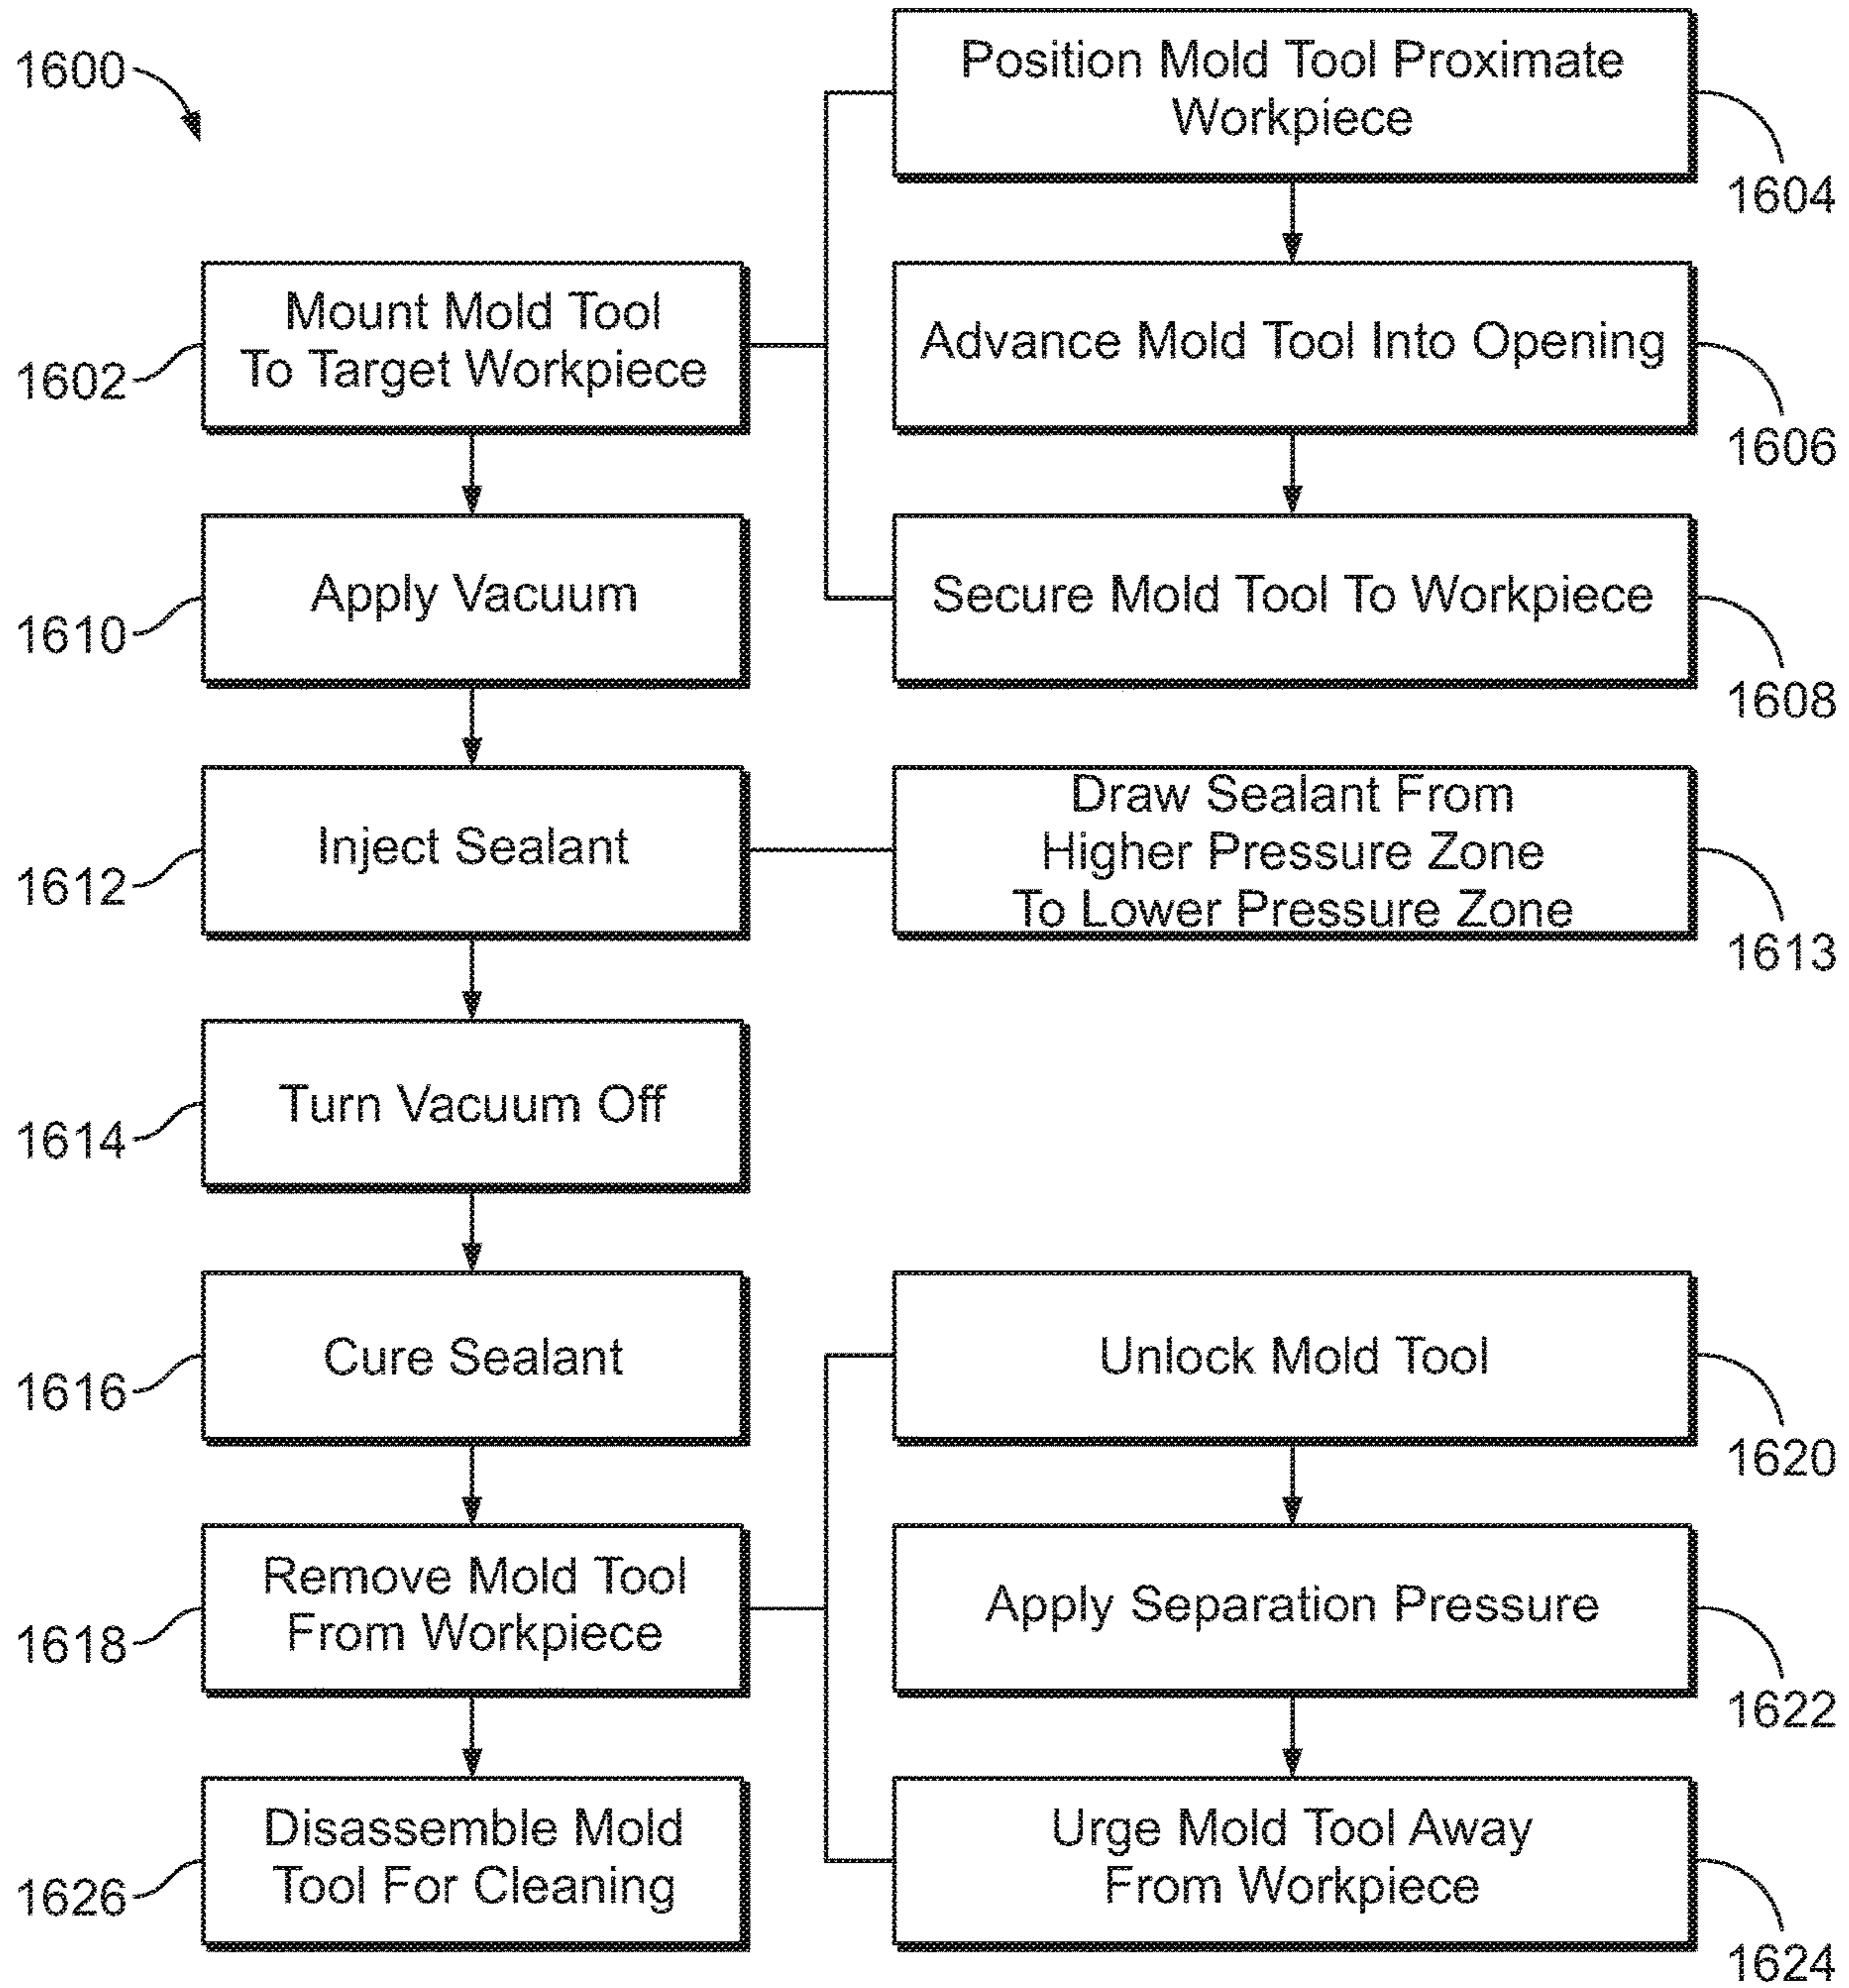 1600
Position Mold Tool Proximate
Workpiece
1604
Mount Mold Tool
To Target Workpiece
1602
Advance Mold Tool Into Opening
1606
Apply Vacuum
1610
Secure Mold Tool To Workpiece
1608
Inject Sealant
1612
Draw Sealant From
Higher Pressure Zone
To Lower Pressure Zone
1613
Turn Vacuum Off
1614
Cure Sealant
1616
Unlock Mold Tool
1620
Remove Mold Tool
From Workpiece
1618
Apply Separation Pressure
1622
Disassemble Mold
Tool For Cleaning
1626
Urge Mold Tool Away
From Workpiece
1624